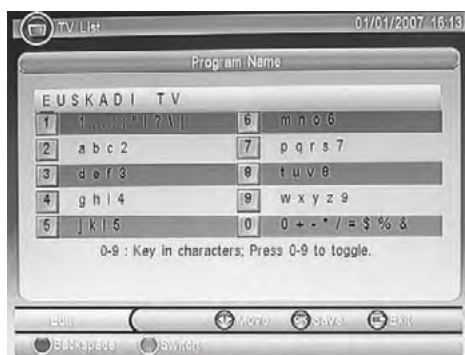 TV List 01/01/2007 16:13
Program Name
EUSKADI TV
1 6 m n o 6
2 a b c 2 7 p q r s 7
3 d e f 3 8 t u v 8
4 g h i 4 9 w x y z 9
5 j k l 5 0 0 + - * / = $ % &
0-9 : Key in characters; Press 0-9 to toggle.
Edit Move OK Save Exit
Backspace Switch